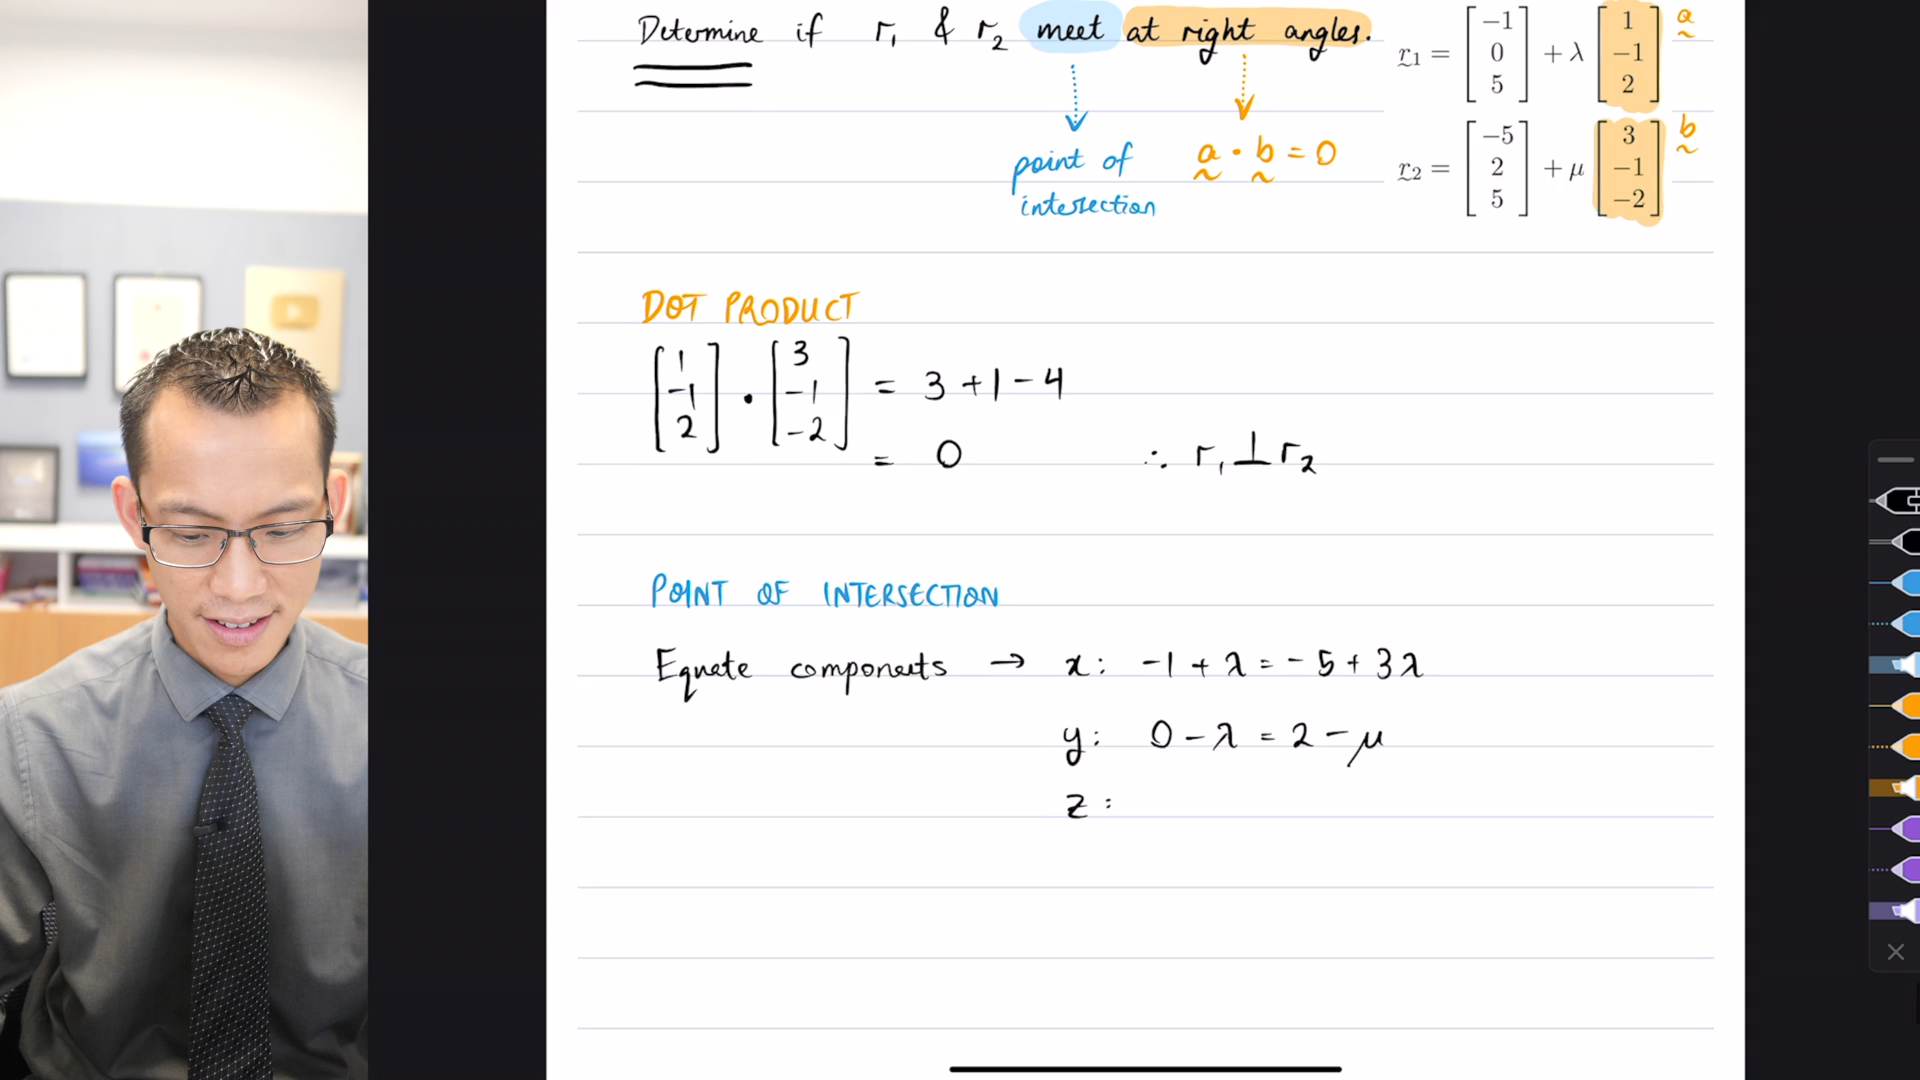 Determine if r₁ & r₂ meet at right angles.
point of
intersection
a · b = 0
r₁ = [−1 0 5] + λ [1 −1 2] a
r₂ = [−5 2 5] + μ [3 −1 −2] b
DOT PRODUCT
[1 −1 2] · [3 −1 −2] = 3 + 1 − 4
= 0 ∴ r₁ ⊥ r₂
POINT OF INTERSECTION
Equate components → x: −1 + λ = −5 + 3λ
y: 0 − λ = 2 − μ
z: